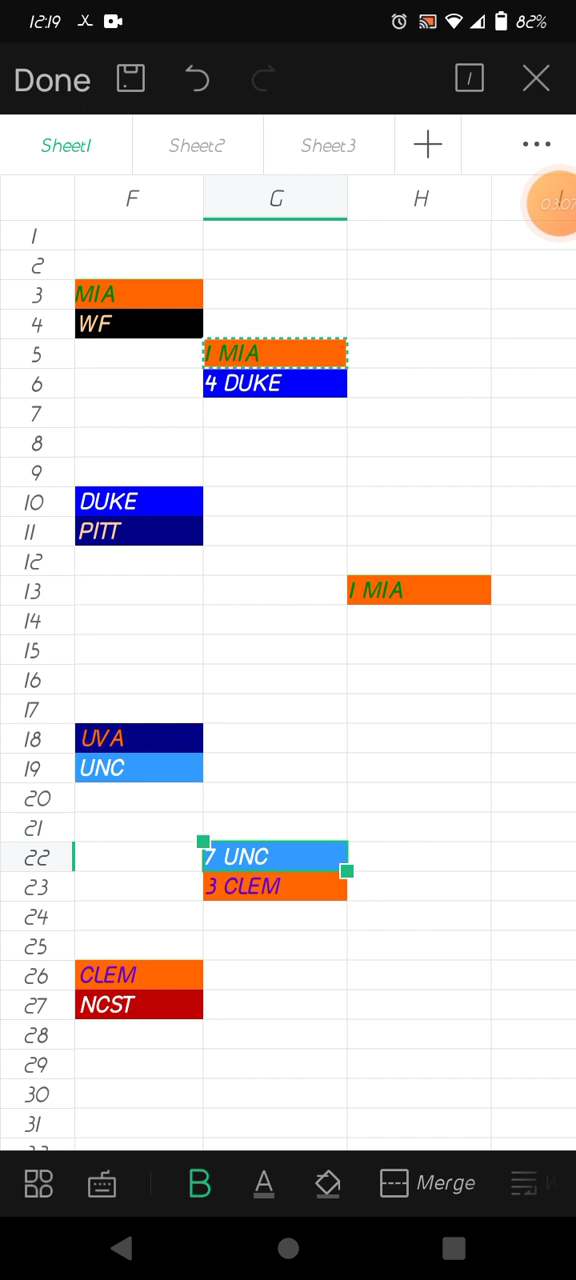 12:19 82%
Done
Sheet1 Sheet2 Sheet3
F G H
03:07
1
2
3 MIA
4 WF
5 1 MIA
6 4 DUKE
7
8
9
10 DUKE
11 PITT
12
13 1 MIA
14
15
16
17
18 UVA
19 UNC
20
21
22 7 UNC
23 3 CLEM
24
25
26 CLEM
27 NCST
28
29
30
31
B A Merge